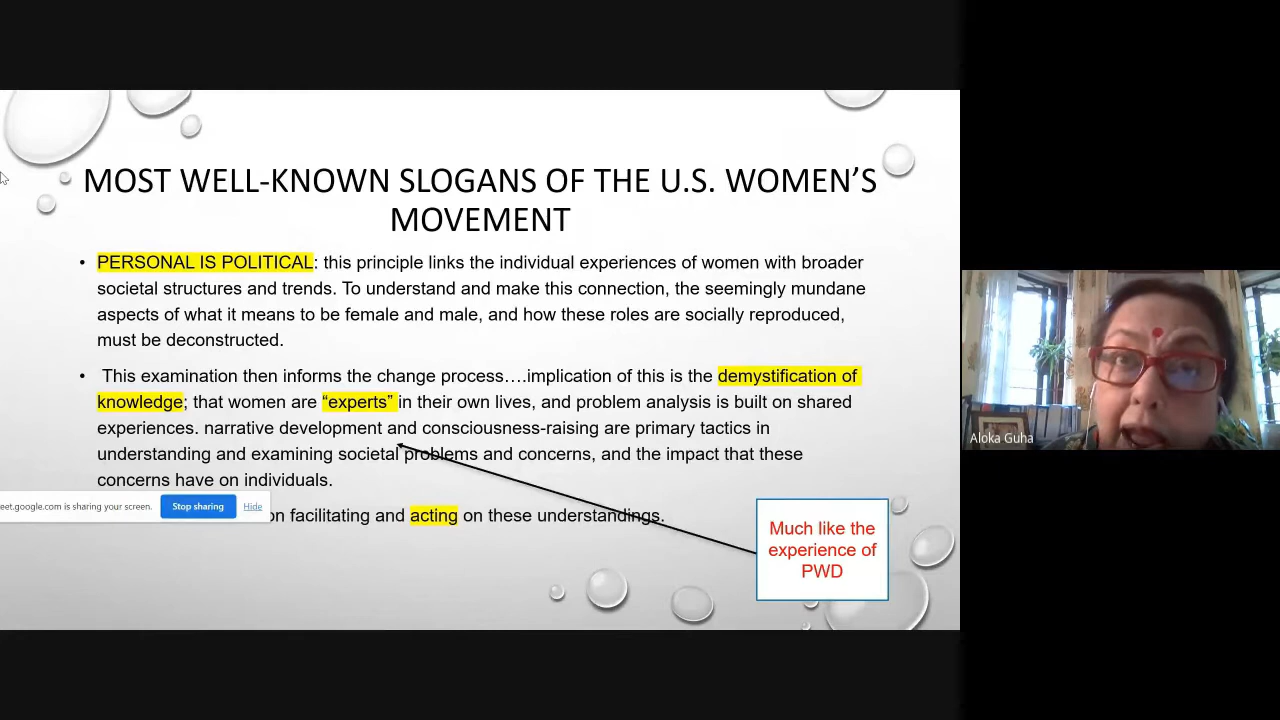 MOST WELL-KNOWN SLOGANS OF THE U.S. WOMEN’S
MOVEMENT
• PERSONAL IS POLITICAL: this principle links the individual experiences of women with broader
societal structures and trends. To understand and make this connection, the seemingly mundane
aspects of what it means to be female and male, and how these roles are socially reproduced,
must be deconstructed.
• This examination then informs the change process….implication of this is the demystification of
knowledge; that women are “experts” in their own lives, and problem analysis is built on shared
experiences. narrative development and consciousness-raising are primary tactics in
understanding and examining societal problems and concerns, and the impact that these
concerns have on individuals.
on facilitating and acting on these understandings.
eet.google.com is sharing your screen. Stop sharing Hide
Much like the
experience of
PWD
Aloka Guha